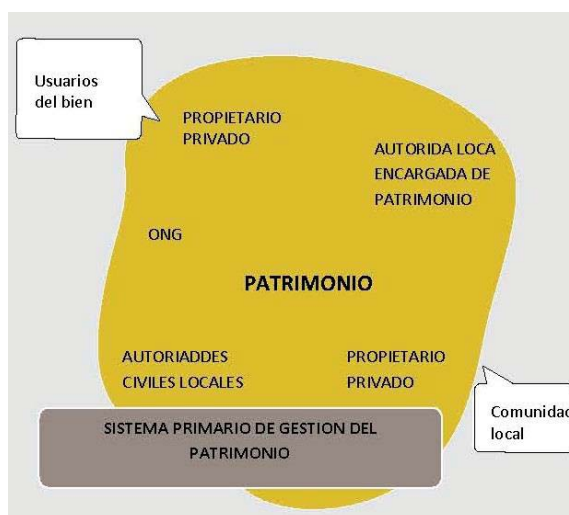 Usuarios
del bien
PROPIETARIO
PRIVADO
AUTORIDA LOCA
ENCARGADA DE
PATRIMONIO
ONG
PATRIMONIO
AUTORIADDES
CIVILES LOCALES
PROPIETARIO
PRIVADO
Comunidad
local
SISTEMA PRIMARIO DE GESTION DEL
PATRIMONIO